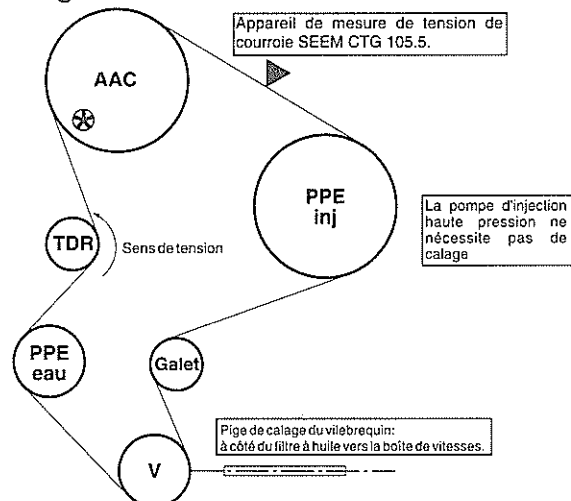 Appareil de mesure de tension de
courroie SEEM CTG 105.5.
AAC
PPE
inj
La pompe d'injection
haute pression ne
nécessite pas de
calage
TDR
Sens de tension
PPE
eau
Galet
Pige de calage du vilebrequin:
à côté du filtre à huile vers la boîte de vitesses.
V